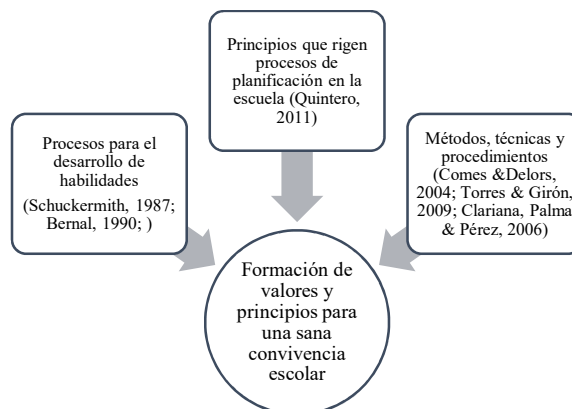 Principios que rigen
procesos de
planificación en la
escuela (Quintero,
2011)
Procesos para el
desarrollo de
habilidades
(Schuckermith, 1987;
Bernal, 1990; )
Métodos, técnicas y
procedimientos
(Comes &Delors,
2004; Torres & Girón,
2009; Clariana, Palma
& Pérez, 2006)
Formación de
valores y
principios para
una sana
convivencia
escolar